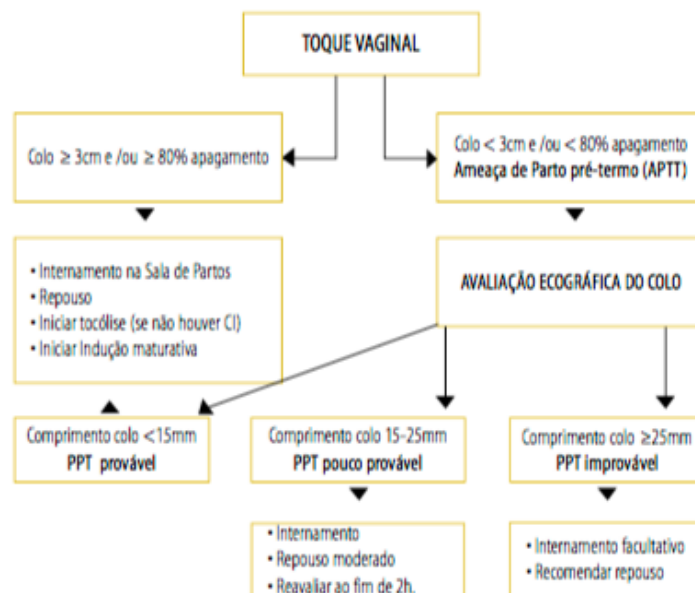 TOQUE VAGINAL
Colo ≥ 3cm e /ou ≥ 80% apagamento
Colo < 3cm e /ou < 80% apagamento
Ameaça de Parto pré-termo (APTT)
• Internamento na Sala de Partos
• Repouso
• Iniciar tocólise (se não houver CI)
• Iniciar Indução maturativa
AVALIAÇÃO ECOGRÁFICA DO COLO
Comprimento colo <15mm
PPT provável
Comprimento colo 15-25mm
PPT pouco provável
Comprimento colo ≥25mm
PPT improvável
• Internamento
• Repouso moderado
• Reavaliar ao fim de 2h.
• Internamento facultativo
• Recomendar repouso